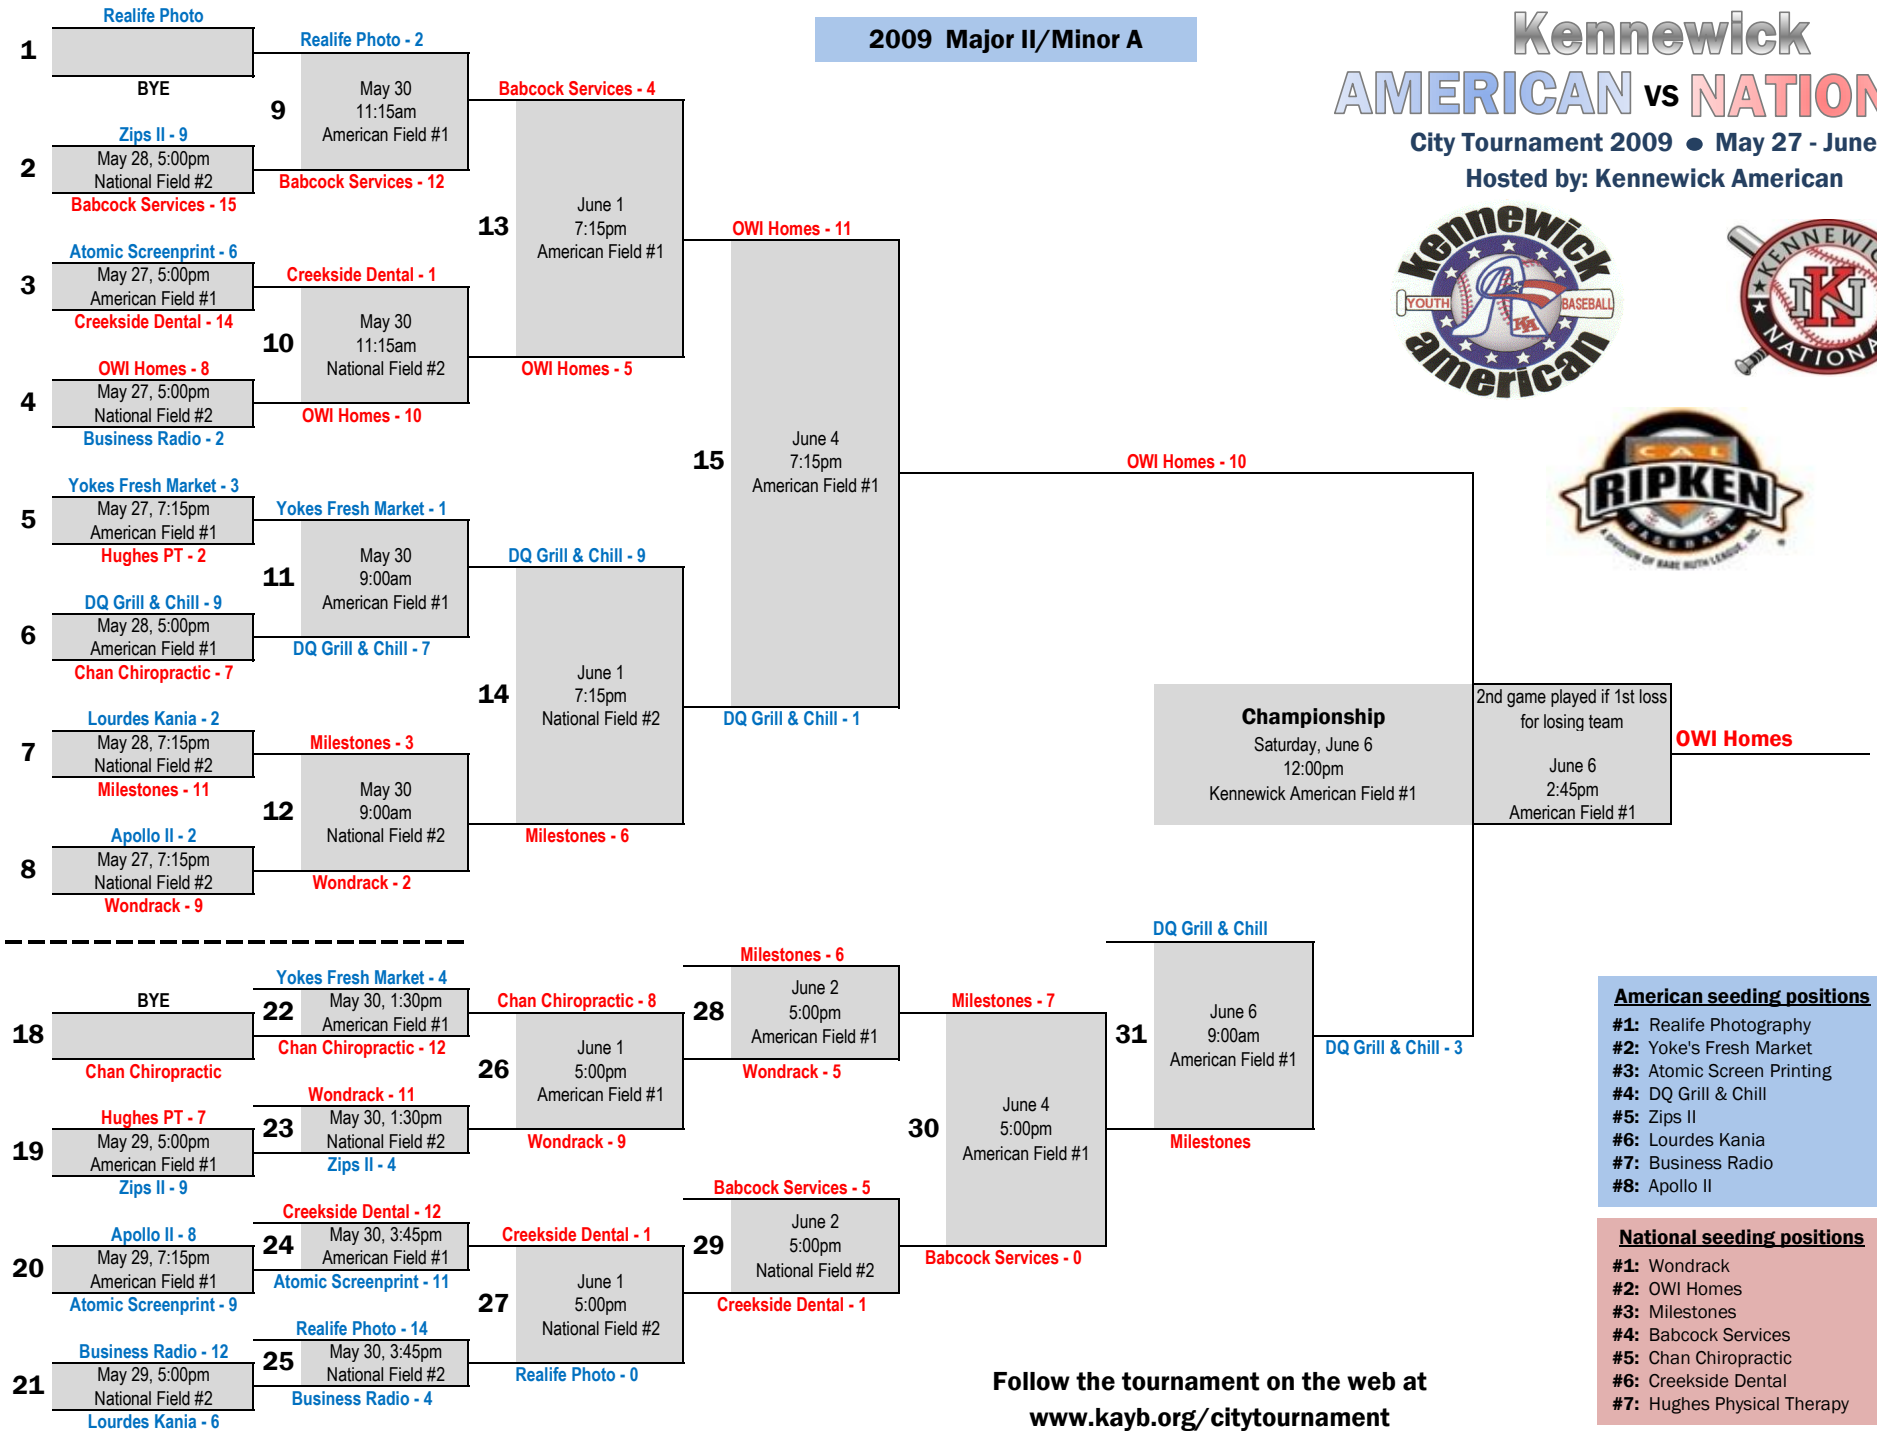 2009 Major II/Minor A
Kennewick
AMERICAN vs NATION
City Tournament 2009 ● May 27 - June
Hosted by: Kennewick American
kennewick
YOUTH BASEBALL
KA
american
KENNEWIC
KN
NATIONA
CAL
RIPKEN
BASEBALL
A DIVISION OF BABE RUTH LEAGUE, INC.
Realife Photo
1
BYE
Zips II - 9
2
May 28, 5:00pm
National Field #2
Babcock Services - 15
Atomic Screenprint - 6
3
May 27, 5:00pm
American Field #1
Creekside Dental - 14
OWI Homes - 8
4
May 27, 5:00pm
National Field #2
Business Radio - 2
Yokes Fresh Market - 3
5
May 27, 7:15pm
American Field #1
Hughes PT - 2
DQ Grill & Chill - 9
6
May 28, 5:00pm
American Field #1
Chan Chiropractic - 7
Lourdes Kania - 2
7
May 28, 7:15pm
National Field #2
Milestones - 11
Apollo II - 2
8
May 27, 7:15pm
National Field #2
Wondrack - 9
Realife Photo - 2
9
May 30
11:15am
American Field #1
Babcock Services - 12
Creekside Dental - 1
10
May 30
11:15am
National Field #2
OWI Homes - 10
Yokes Fresh Market - 1
11
May 30
9:00am
American Field #1
DQ Grill & Chill - 7
Milestones - 3
12
May 30
9:00am
National Field #2
Wondrack - 2
Babcock Services - 4
13
June 1
7:15pm
American Field #1
OWI Homes - 5
DQ Grill & Chill - 9
14
June 1
7:15pm
National Field #2
Milestones - 6
OWI Homes - 11
15
June 4
7:15pm
American Field #1
DQ Grill & Chill - 1
OWI Homes - 10
Championship
Saturday, June 6
12:00pm
Kennewick American Field #1
2nd game played if 1st loss
for losing team
June 6
2:45pm
American Field #1
OWI Homes
BYE
18
Chan Chiropractic
Hughes PT - 7
19
May 29, 5:00pm
American Field #1
Zips II - 9
Apollo II - 8
20
May 29, 7:15pm
American Field #1
Atomic Screenprint - 9
Business Radio - 12
21
May 29, 5:00pm
National Field #2
Lourdes Kania - 6
Yokes Fresh Market - 4
22
May 30, 1:30pm
American Field #1
Chan Chiropractic - 12
Wondrack - 11
23
May 30, 1:30pm
National Field #2
Zips II - 4
Creekside Dental - 12
24
May 30, 3:45pm
American Field #1
Atomic Screenprint - 11
Realife Photo - 14
25
May 30, 3:45pm
National Field #2
Business Radio - 4
Chan Chiropractic - 8
26
June 1
5:00pm
American Field #1
Wondrack - 9
Creekside Dental - 1
27
June 1
5:00pm
National Field #2
Realife Photo - 0
Milestones - 6
28
June 2
5:00pm
American Field #1
Wondrack - 5
Babcock Services - 5
29
June 2
5:00pm
National Field #2
Creekside Dental - 1
Milestones - 7
30
June 4
5:00pm
American Field #1
Babcock Services - 0
DQ Grill & Chill
31
June 6
9:00am
American Field #1
Milestones
DQ Grill & Chill - 3
American seeding positions
#1: Realife Photography
#2: Yoke's Fresh Market
#3: Atomic Screen Printing
#4: DQ Grill & Chill
#5: Zips II
#6: Lourdes Kania
#7: Business Radio
#8: Apollo II
National seeding positions
#1: Wondrack
#2: OWI Homes
#3: Milestones
#4: Babcock Services
#5: Chan Chiropractic
#6: Creekside Dental
#7: Hughes Physical Therapy
Follow the tournament on the web at
www.kayb.org/citytournament